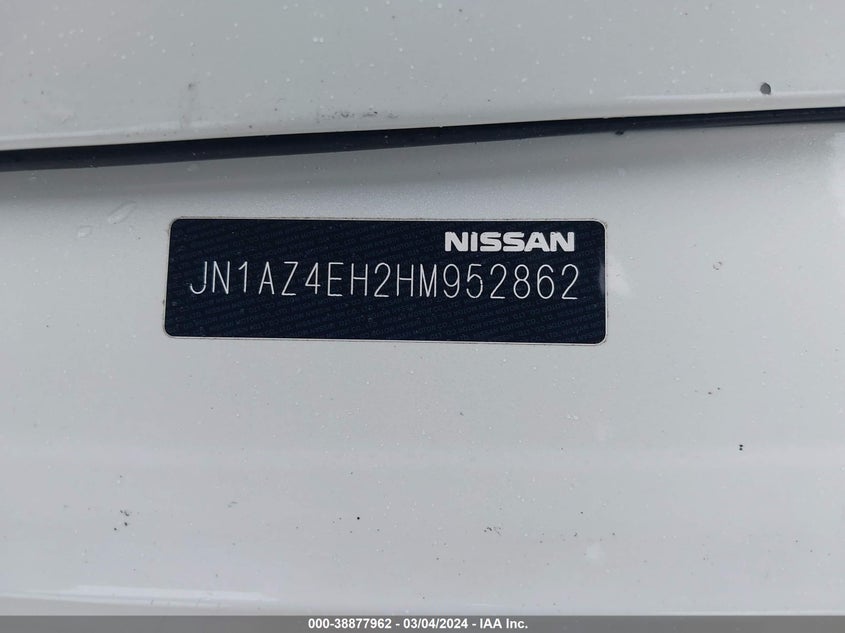 NISSAN
JN1AZ4EH2HM952862
000-38877962 - 03/04/2024 - IAA Inc.